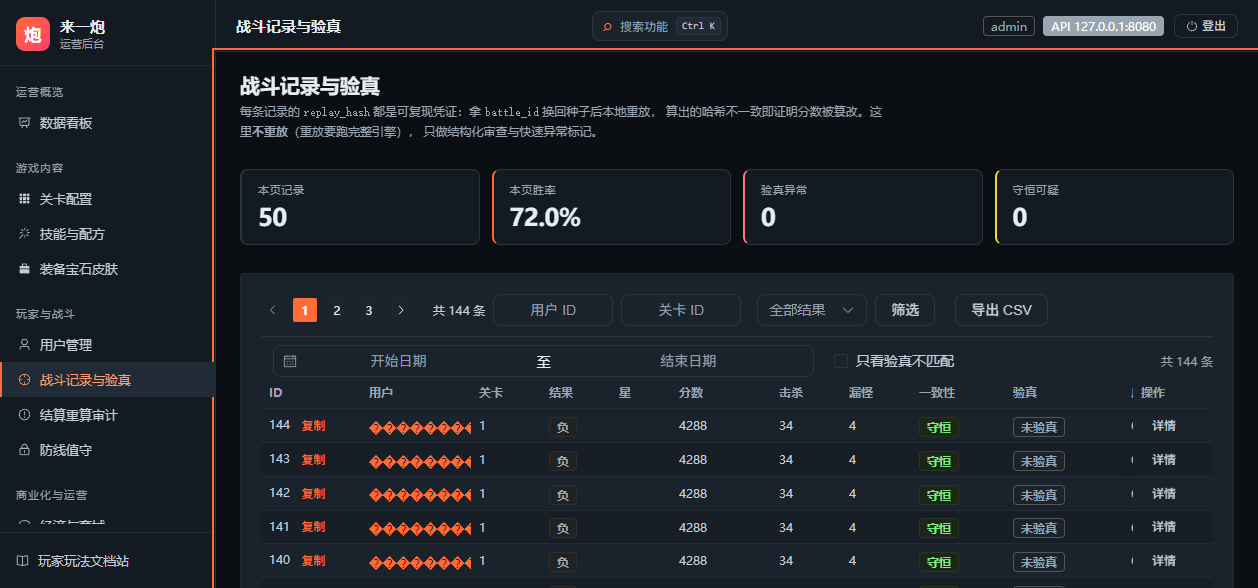 炮
来一炮
运营后台
战斗记录与验真
搜索功能 Ctrl K
admin
API 127.0.0.1:8080
登出
运营概览
数据看板
游戏内容
关卡配置
技能与配方
装备宝石皮肤
玩家与战斗
用户管理
战斗记录与验真
结算重算审计
防线值守
商业化与运营
玩家玩法文档站
战斗记录与验真
每条记录的 replay_hash 都是可复现凭证：拿 battle_id 换回种子后本地重放， 算出的哈希不一致即证明分数被篡改。这
里不重放（重放要跑完整引擎）， 只做结构化审查与快速异常标记。
本页记录
50
本页胜率
72.0%
验真异常
0
守恒可疑
0
1 2 3 共 144 条 用户 ID 关卡 ID 全部结果 筛选 导出 CSV
开始日期 至 结束日期 只看验真不匹配 共 144 条
ID 用户 关卡 结果 星 分数 击杀 漏怪 一致性 验真 操作
144 复制 �������� 1 负 4288 34 4 守恒 未验真 详情
143 复制 �������� 1 负 4288 34 4 守恒 未验真 详情
142 复制 �������� 1 负 4288 34 4 守恒 未验真 详情
141 复制 �������� 1 负 4288 34 4 守恒 未验真 详情
140 复制 �������� 1 负 4288 34 4 守恒 未验真 详情